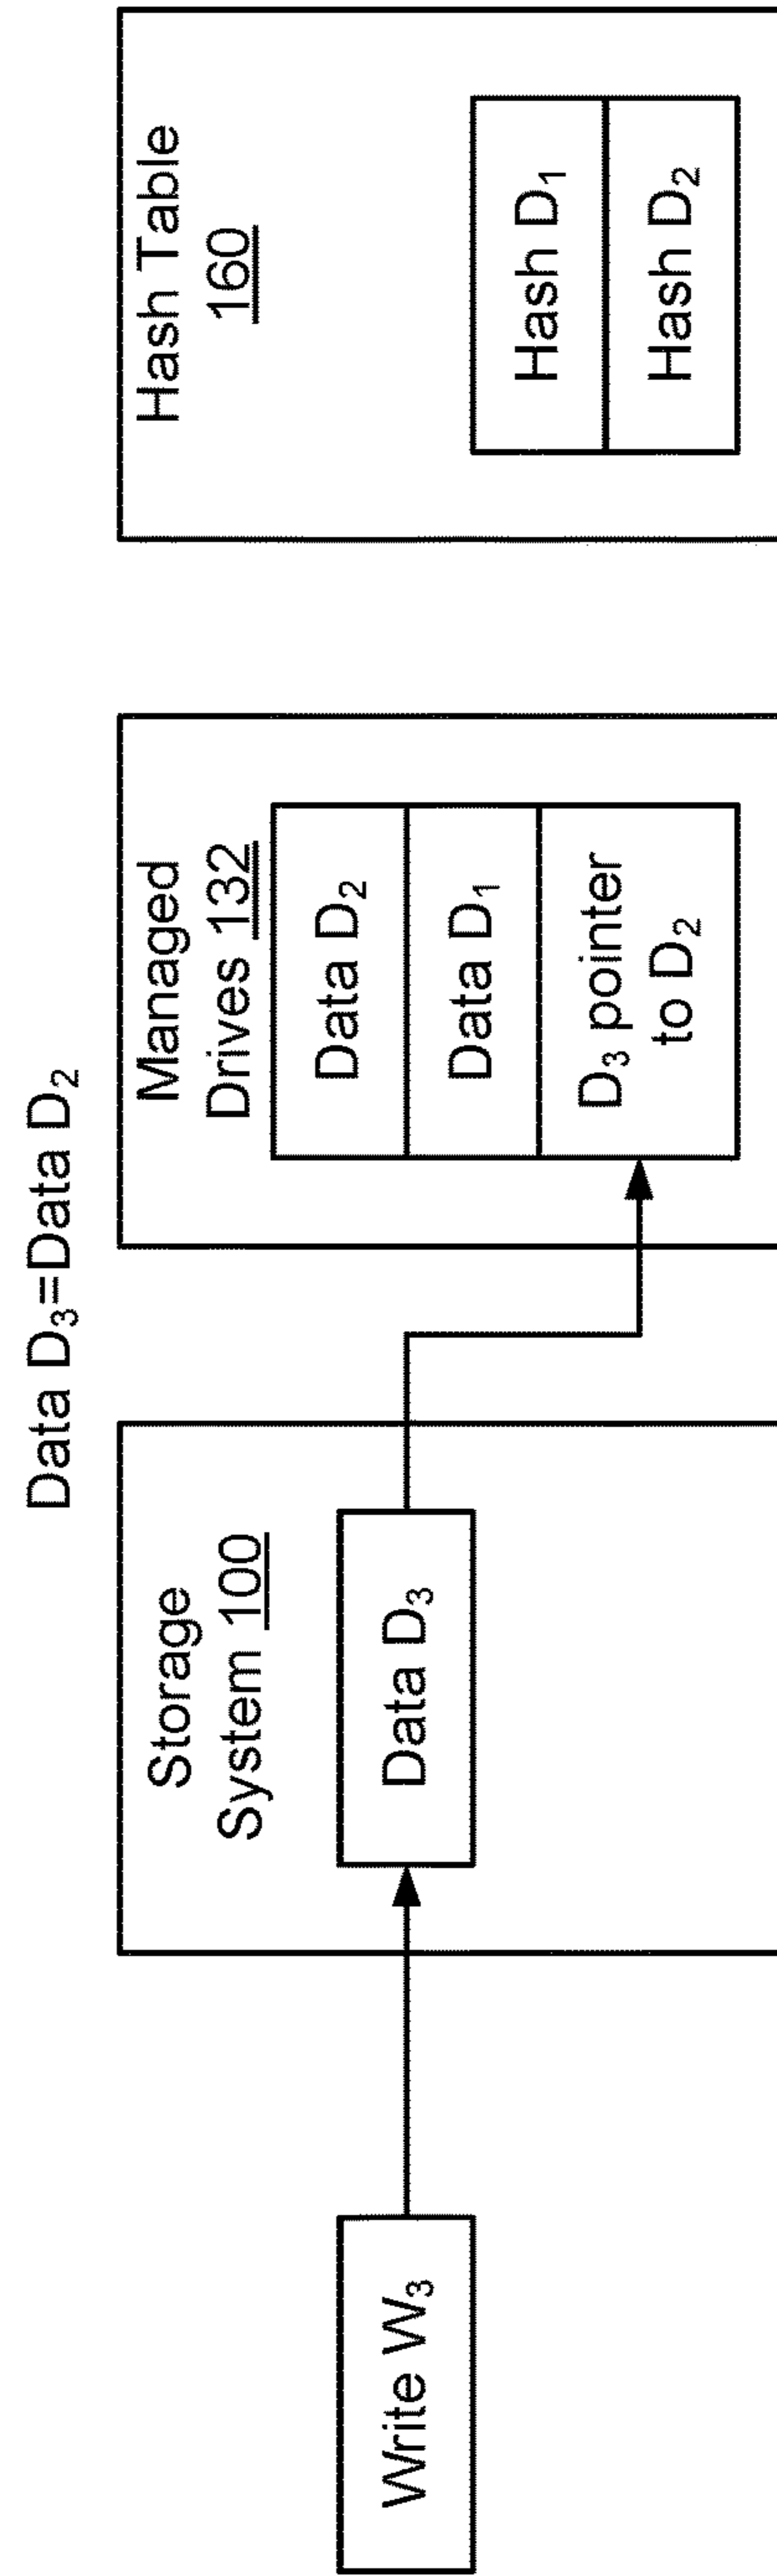 Data D₃=Data D₂
Write W₃
Storage
System 100
Data D₃
Managed
Drives 132
Data D₂
Data D₁
D₃ pointer
to D₂
Hash Table
160
Hash D₁
Hash D₂